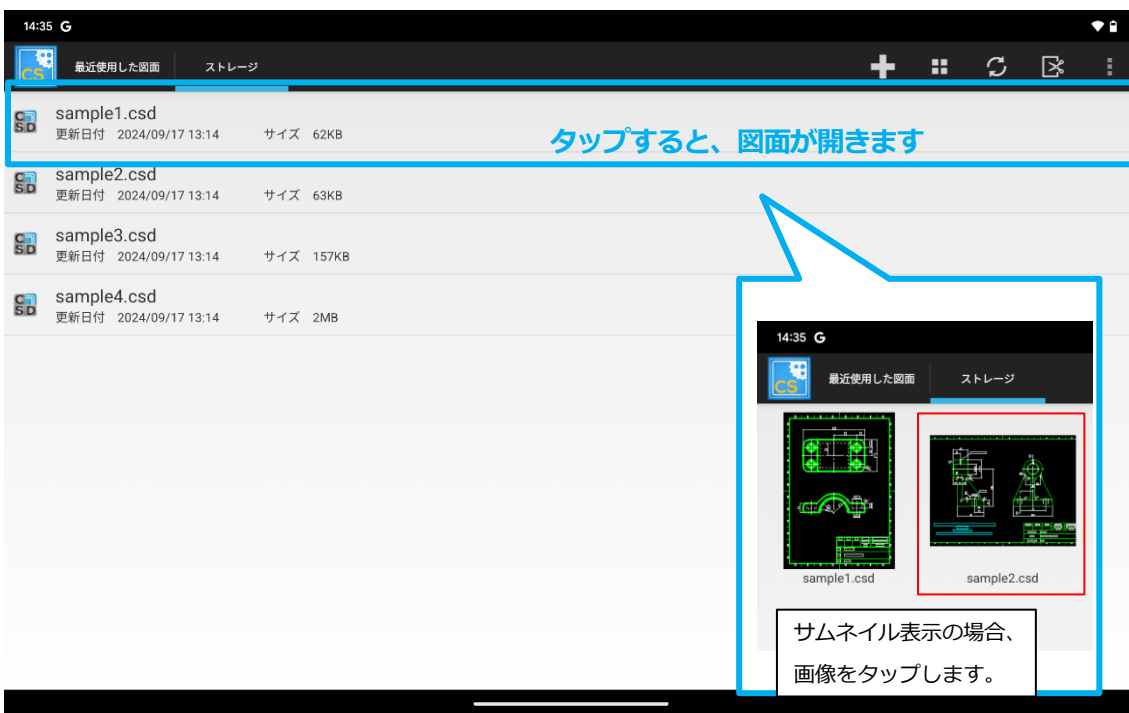 14:35 G
CS 最近使用した図面 ストレージ
CSD sample1.csd
更新日付 2024/09/17 13:14 サイズ 62KB
タップすると、図面が開きます
CSD sample2.csd
更新日付 2024/09/17 13:14 サイズ 63KB
CSD sample3.csd
更新日付 2024/09/17 13:14 サイズ 157KB
CSD sample4.csd
更新日付 2024/09/17 13:14 サイズ 2MB
14:35 G
CS 最近使用した図面 ストレージ
sample1.csd sample2.csd
サムネイル表示の場合、
画像をタップします。